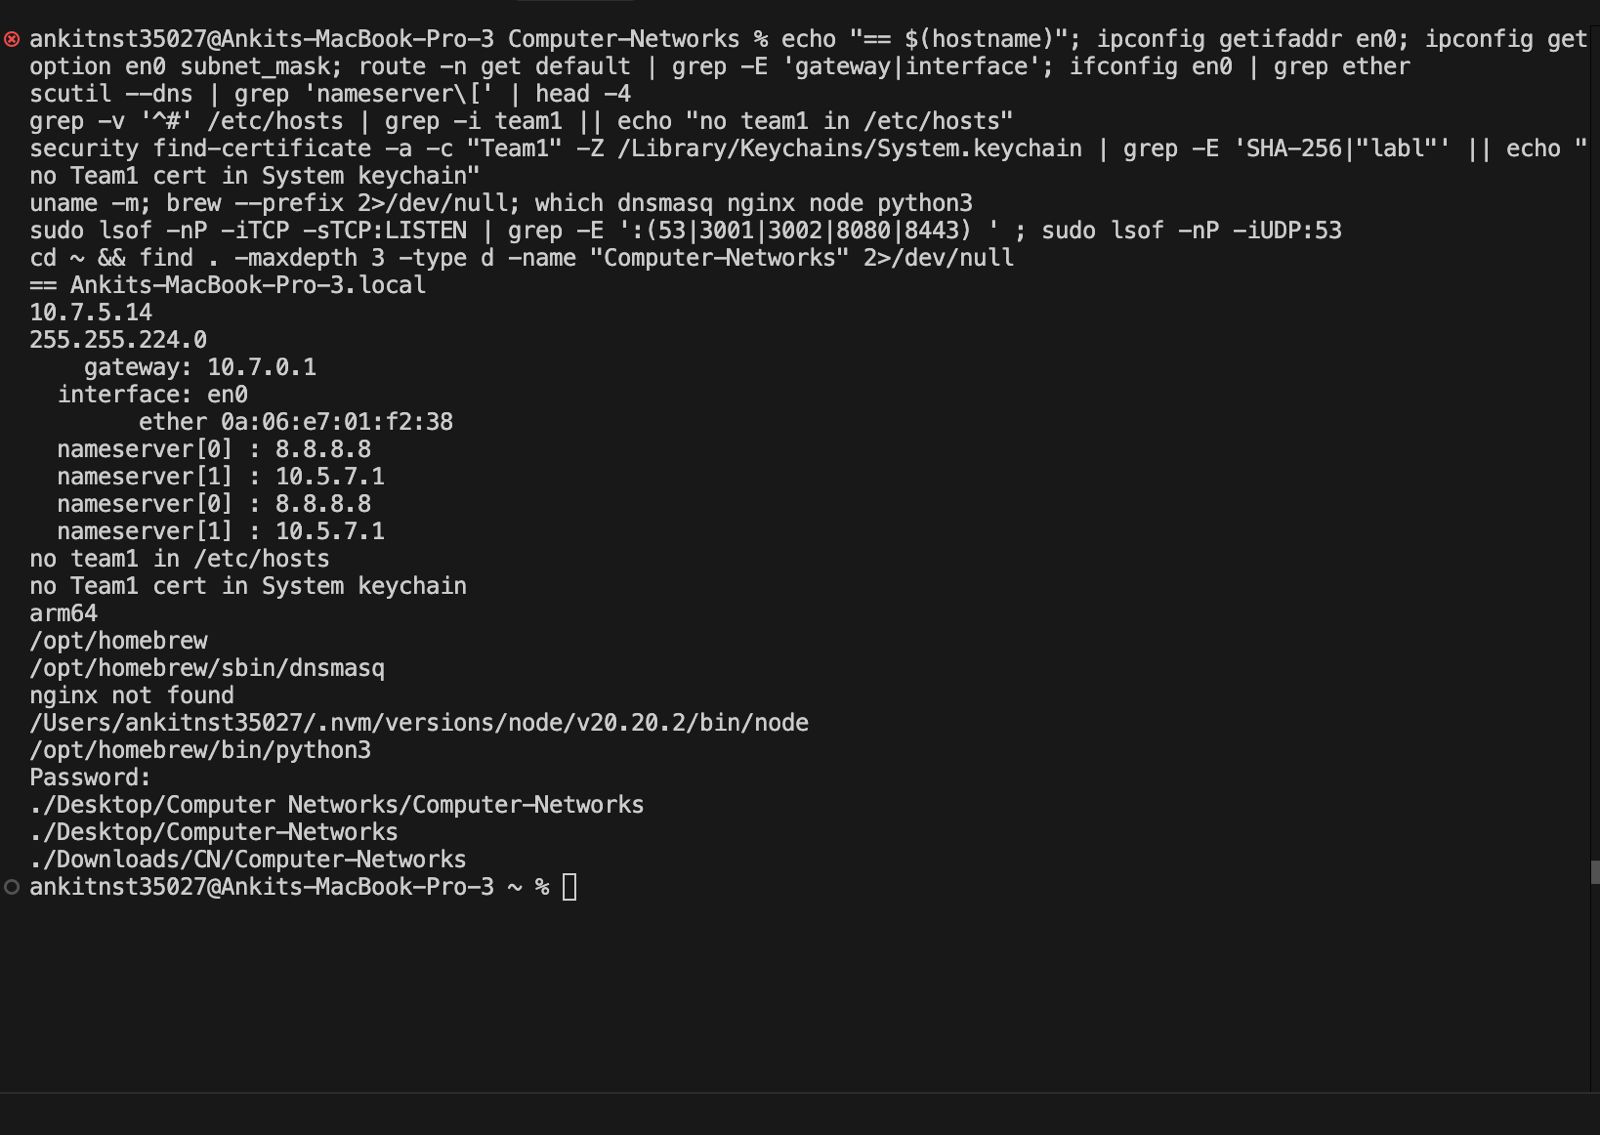 ankitnst35027@Ankits-MacBook-Pro-3 Computer-Networks % echo "== $(hostname)"; ipconfig getifaddr en0; ipconfig get
option en0 subnet_mask; route -n get default | grep -E 'gateway|interface'; ifconfig en0 | grep ether
scutil --dns | grep 'nameserver\[' | head -4
grep -v '^#' /etc/hosts | grep -i team1 || echo "no team1 in /etc/hosts"
security find-certificate -a -c "Team1" -Z /Library/Keychains/System.keychain | grep -E 'SHA-256|"labl"' || echo "
no Team1 cert in System keychain"
uname -m; brew --prefix 2>/dev/null; which dnsmasq nginx node python3
sudo lsof -nP -iTCP -sTCP:LISTEN | grep -E ':(53|3001|3002|8080|8443) ' ; sudo lsof -nP -iUDP:53
cd ~ && find . -maxdepth 3 -type d -name "Computer-Networks" 2>/dev/null
== Ankits-MacBook-Pro-3.local
10.7.5.14
255.255.224.0
    gateway: 10.7.0.1
  interface: en0
        ether 0a:06:e7:01:f2:38
  nameserver[0] : 8.8.8.8
  nameserver[1] : 10.5.7.1
  nameserver[0] : 8.8.8.8
  nameserver[1] : 10.5.7.1
no team1 in /etc/hosts
no Team1 cert in System keychain
arm64
/opt/homebrew
/opt/homebrew/sbin/dnsmasq
nginx not found
/Users/ankitnst35027/.nvm/versions/node/v20.20.2/bin/node
/opt/homebrew/bin/python3
Password:
./Desktop/Computer Networks/Computer-Networks
./Desktop/Computer-Networks
./Downloads/CN/Computer-Networks
ankitnst35027@Ankits-MacBook-Pro-3 ~ %